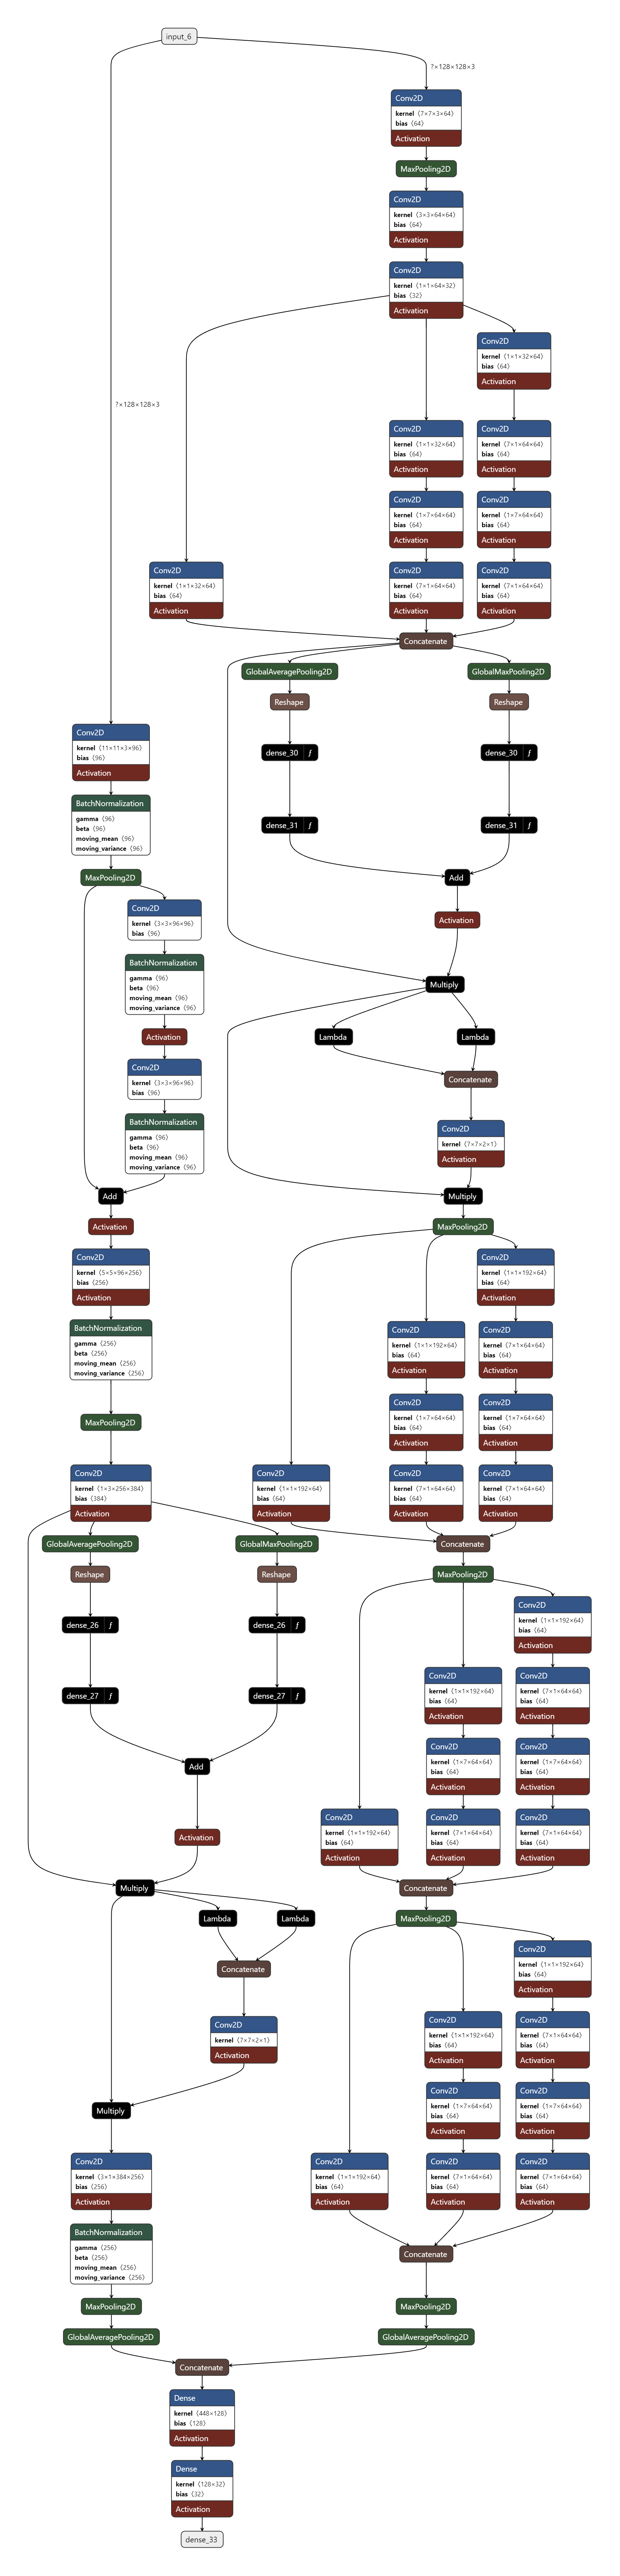 input_6
?×128×128×3
Conv2D
kernel ⟨7×7×3×64⟩
bias ⟨64⟩
Activation
MaxPooling2D
Conv2D
kernel ⟨3×3×64×64⟩
bias ⟨64⟩
Activation
Conv2D
kernel ⟨1×1×64×32⟩
bias ⟨32⟩
Activation
Conv2D
kernel ⟨1×1×32×64⟩
bias ⟨64⟩
Activation
?×128×128×3
Conv2D
kernel ⟨1×1×32×64⟩
bias ⟨64⟩
Activation
Conv2D
kernel ⟨7×1×64×64⟩
bias ⟨64⟩
Activation
Conv2D
kernel ⟨1×7×64×64⟩
bias ⟨64⟩
Activation
Conv2D
kernel ⟨1×7×64×64⟩
bias ⟨64⟩
Activation
Conv2D
kernel ⟨1×1×32×64⟩
bias ⟨64⟩
Activation
Conv2D
kernel ⟨7×1×64×64⟩
bias ⟨64⟩
Activation
Conv2D
kernel ⟨7×1×64×64⟩
bias ⟨64⟩
Activation
Concatenate
GlobalAveragePooling2D
GlobalMaxPooling2D
Reshape
Reshape
dense_30 ƒ
dense_30 ƒ
dense_31 ƒ
dense_31 ƒ
Add
Activation
Multiply
Lambda
Lambda
Concatenate
Conv2D
kernel ⟨7×7×2×1⟩
Activation
Multiply
MaxPooling2D
Conv2D
kernel ⟨11×11×3×96⟩
bias ⟨96⟩
Activation
BatchNormalization
gamma ⟨96⟩
beta ⟨96⟩
moving_mean ⟨96⟩
moving_variance ⟨96⟩
MaxPooling2D
Conv2D
kernel ⟨3×3×96×96⟩
bias ⟨96⟩
BatchNormalization
gamma ⟨96⟩
beta ⟨96⟩
moving_mean ⟨96⟩
moving_variance ⟨96⟩
Activation
Conv2D
kernel ⟨3×3×96×96⟩
bias ⟨96⟩
BatchNormalization
gamma ⟨96⟩
beta ⟨96⟩
moving_mean ⟨96⟩
moving_variance ⟨96⟩
Add
Activation
Conv2D
kernel ⟨5×5×96×256⟩
bias ⟨256⟩
Activation
BatchNormalization
gamma ⟨256⟩
beta ⟨256⟩
moving_mean ⟨256⟩
moving_variance ⟨256⟩
MaxPooling2D
Conv2D
kernel ⟨1×3×256×384⟩
bias ⟨384⟩
Activation
Conv2D
kernel ⟨1×1×192×64⟩
bias ⟨64⟩
Activation
Conv2D
kernel ⟨1×1×192×64⟩
bias ⟨64⟩
Activation
Conv2D
kernel ⟨7×1×64×64⟩
bias ⟨64⟩
Activation
Conv2D
kernel ⟨1×7×64×64⟩
bias ⟨64⟩
Activation
Conv2D
kernel ⟨1×7×64×64⟩
bias ⟨64⟩
Activation
Conv2D
kernel ⟨1×1×192×64⟩
bias ⟨64⟩
Activation
Conv2D
kernel ⟨7×1×64×64⟩
bias ⟨64⟩
Activation
Conv2D
kernel ⟨7×1×64×64⟩
bias ⟨64⟩
Activation
Concatenate
MaxPooling2D
GlobalAveragePooling2D
GlobalMaxPooling2D
Reshape
Reshape
dense_26 ƒ
dense_26 ƒ
dense_27 ƒ
dense_27 ƒ
Add
Activation
Multiply
Lambda
Lambda
Concatenate
Conv2D
kernel ⟨7×7×2×1⟩
Activation
Multiply
Conv2D
kernel ⟨1×1×192×64⟩
bias ⟨64⟩
Activation
Conv2D
kernel ⟨1×1×192×64⟩
bias ⟨64⟩
Activation
Conv2D
kernel ⟨7×1×64×64⟩
bias ⟨64⟩
Activation
Conv2D
kernel ⟨1×7×64×64⟩
bias ⟨64⟩
Activation
Conv2D
kernel ⟨1×7×64×64⟩
bias ⟨64⟩
Activation
Conv2D
kernel ⟨1×1×192×64⟩
bias ⟨64⟩
Activation
Conv2D
kernel ⟨7×1×64×64⟩
bias ⟨64⟩
Activation
Conv2D
kernel ⟨7×1×64×64⟩
bias ⟨64⟩
Activation
Concatenate
MaxPooling2D
Conv2D
kernel ⟨1×1×192×64⟩
bias ⟨64⟩
Activation
Conv2D
kernel ⟨1×1×192×64⟩
bias ⟨64⟩
Activation
Conv2D
kernel ⟨7×1×64×64⟩
bias ⟨64⟩
Activation
Conv2D
kernel ⟨1×7×64×64⟩
bias ⟨64⟩
Activation
Conv2D
kernel ⟨1×7×64×64⟩
bias ⟨64⟩
Activation
Conv2D
kernel ⟨1×1×192×64⟩
bias ⟨64⟩
Activation
Conv2D
kernel ⟨7×1×64×64⟩
bias ⟨64⟩
Activation
Conv2D
kernel ⟨7×1×64×64⟩
bias ⟨64⟩
Activation
Concatenate
Conv2D
kernel ⟨3×1×384×256⟩
bias ⟨256⟩
Activation
BatchNormalization
gamma ⟨256⟩
beta ⟨256⟩
moving_mean ⟨256⟩
moving_variance ⟨256⟩
MaxPooling2D
MaxPooling2D
GlobalAveragePooling2D
GlobalAveragePooling2D
Concatenate
Dense
kernel ⟨448×128⟩
bias ⟨128⟩
Activation
Dense
kernel ⟨128×32⟩
bias ⟨32⟩
Activation
dense_33